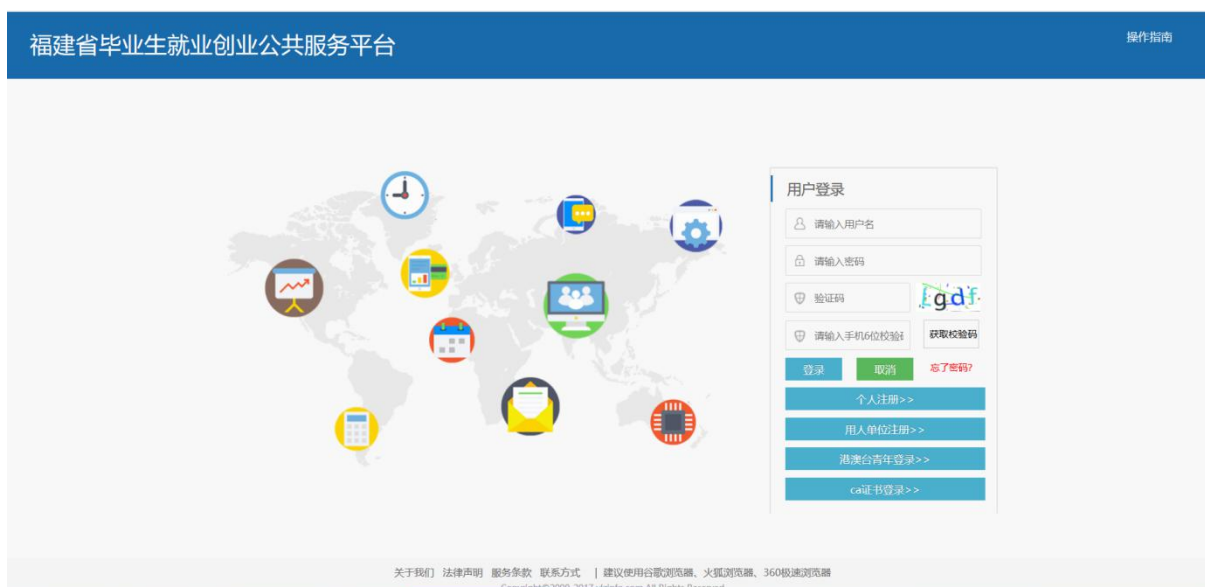 福建省毕业生就业创业公共服务平台
操作指南
用户登录
请输入用户名
请输入密码
验证码
gdf
请输入手机6位校验
获取校验码
登录 取消 忘了密码?
个人注册>>
用人单位注册>>
港澳台青年登录>>
ca证书登录>>
关于我们 法律声明 服务条款 联系方式 | 建议使用谷歌浏览器、火狐浏览器、360极速浏览器